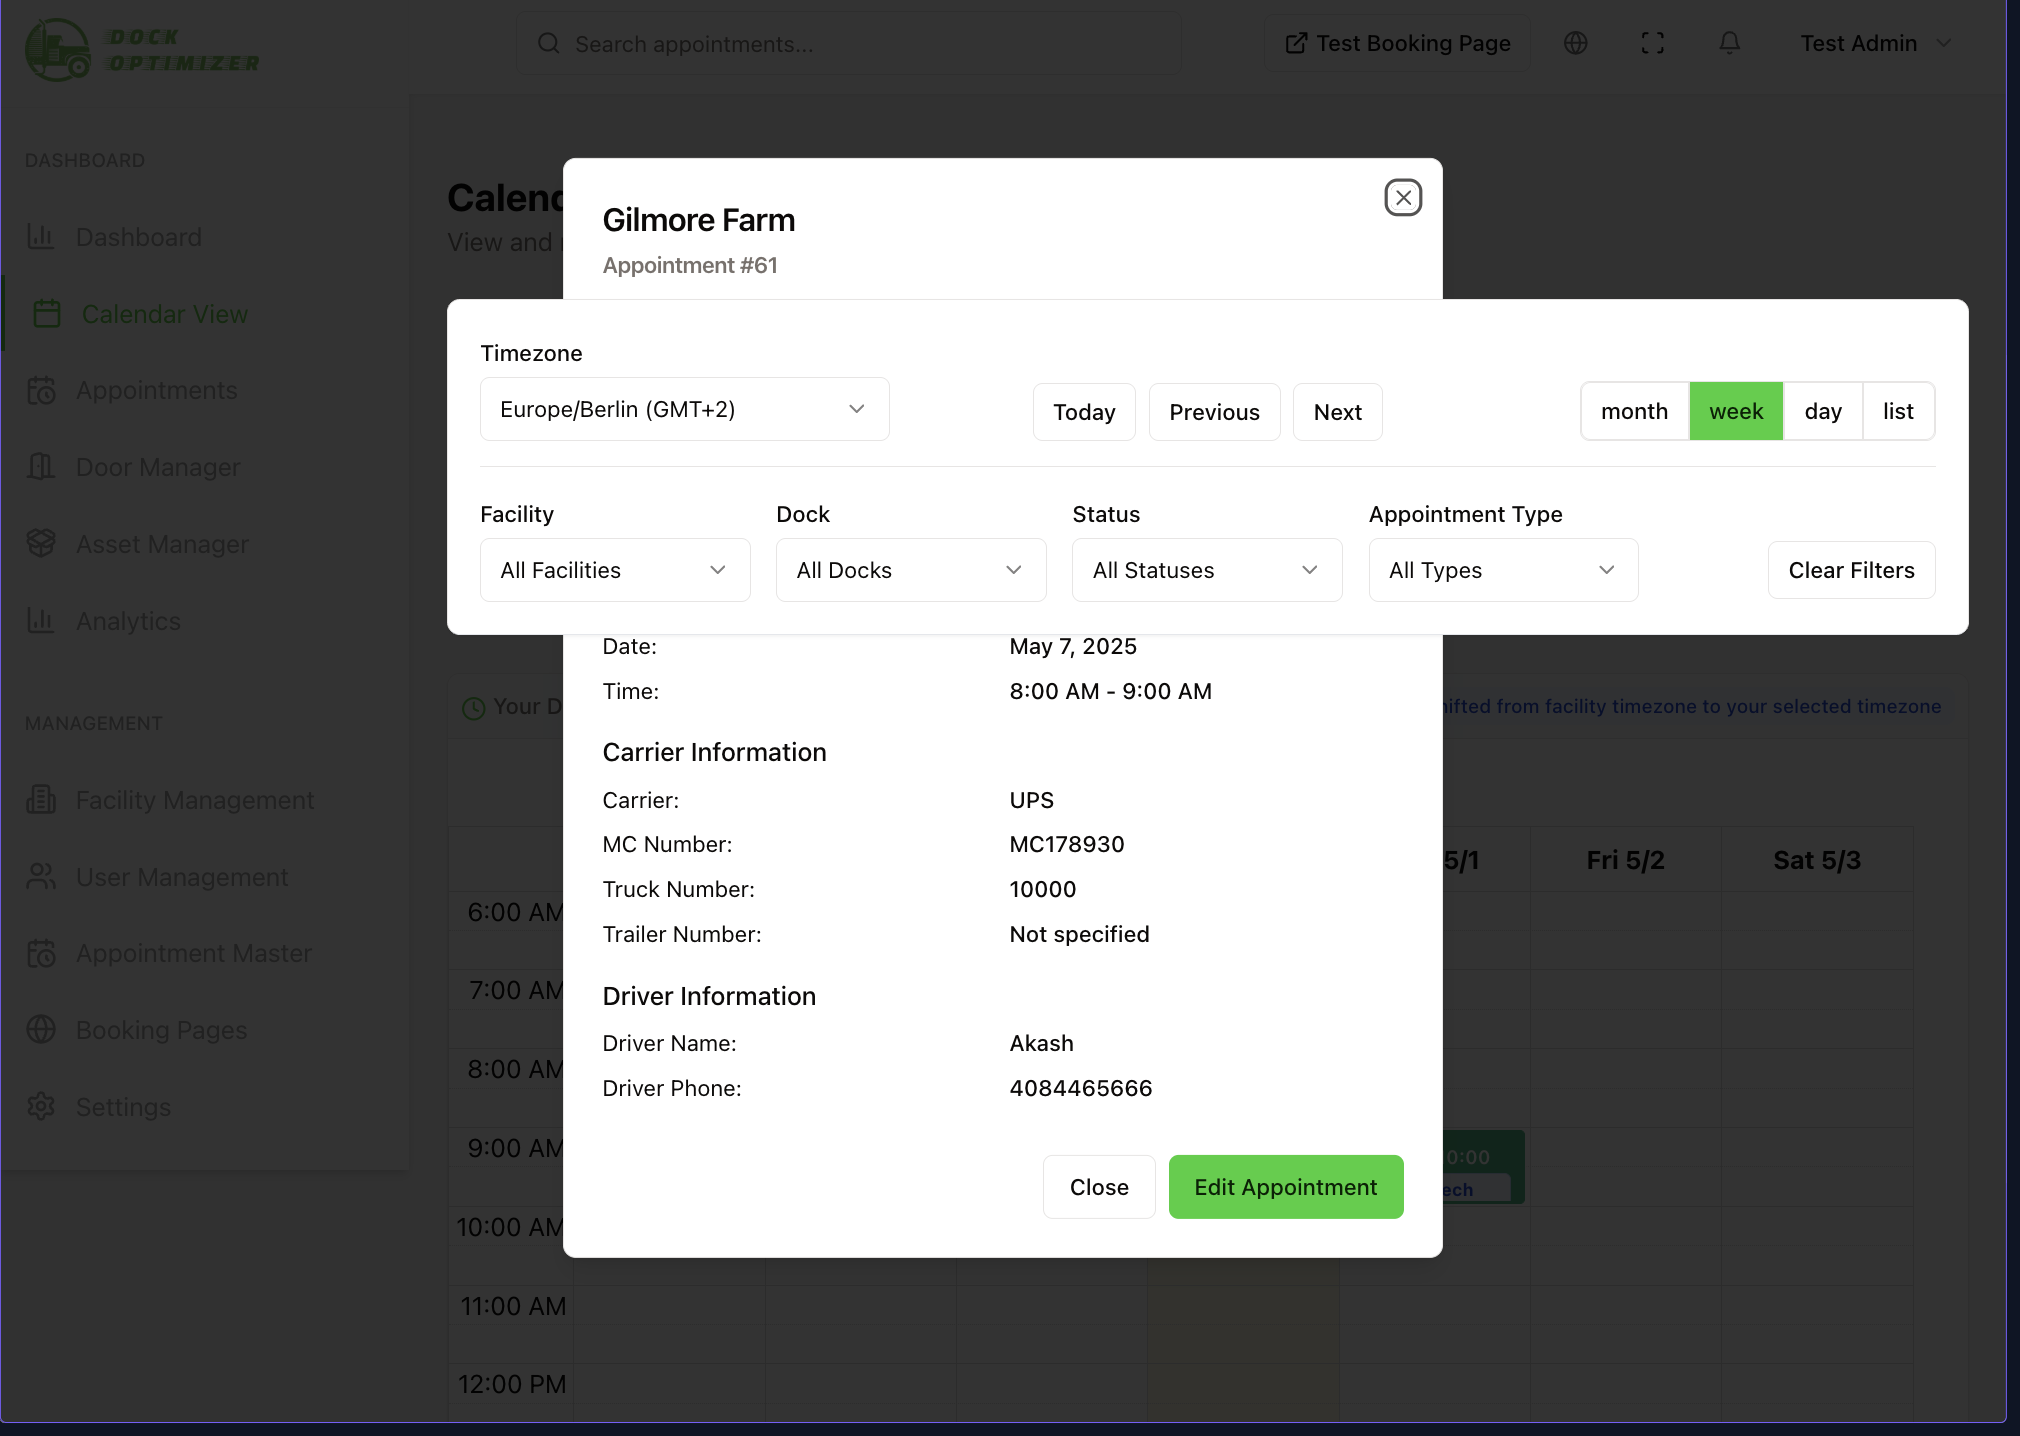 DOCK
OPTIMIZER
Search appointments...
Test Booking Page
Test Admin
DASHBOARD
Dashboard
Calendar View
Appointments
Door Manager
Asset Manager
Analytics
MANAGEMENT
Facility Management
User Management
Appointment Master
Booking Pages
Settings
Calend
View and
Gilmore Farm
Appointment #61
Timezone
Europe/Berlin (GMT+2)
Today
Previous
Next
month
week
day
list
Facility
Dock
Status
Appointment Type
All Facilities
All Docks
All Statuses
All Types
Clear Filters
Date:
May 7, 2025
Time:
8:00 AM - 9:00 AM
Carrier Information
Carrier:
UPS
MC Number:
MC178930
Truck Number:
10000
Trailer Number:
Not specified
Driver Information
Driver Name:
Akash
Driver Phone:
4084465666
Close
Edit Appointment
Your D
hifted from facility timezone to your selected timezone
5/1
Fri 5/2
Sat 5/3
6:00 AM
7:00 AM
8:00 AM
9:00 AM
0:00
ech
10:00 AM
11:00 AM
12:00 PM